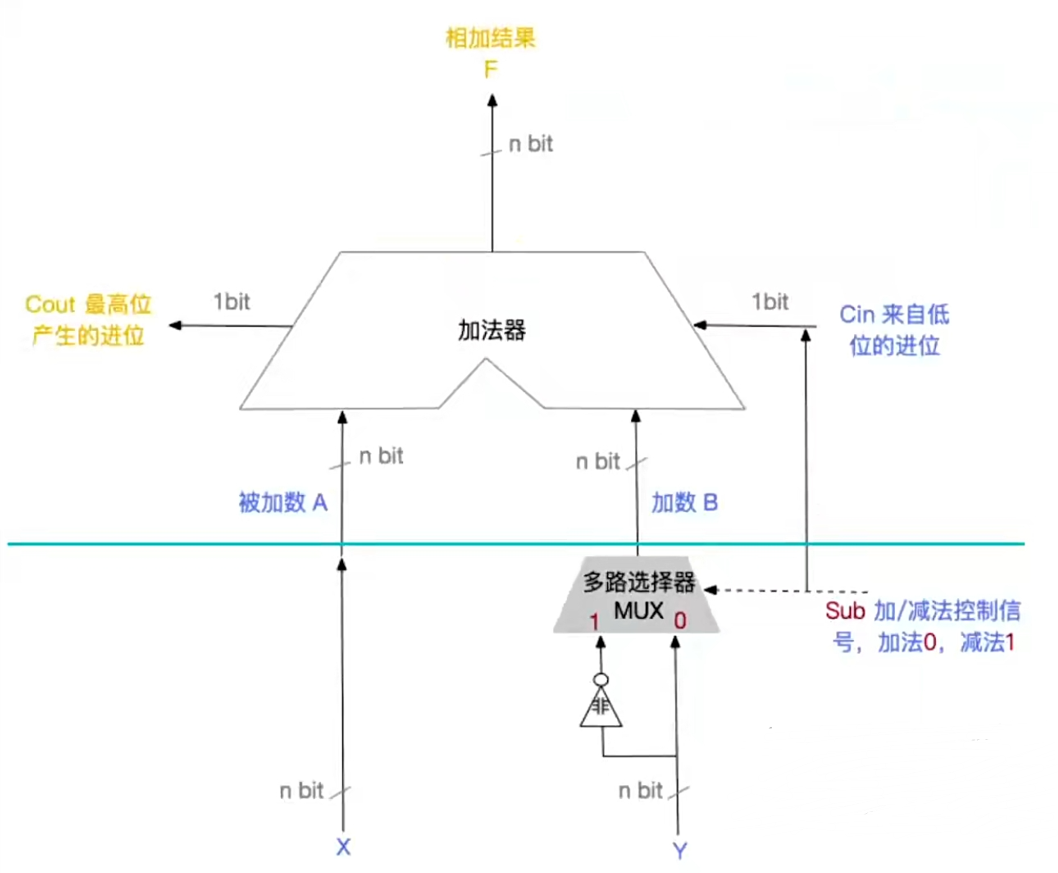 相加结果
F
n bit
Cout 最高位
产生的进位
1bit
加法器
1bit
Cin 来自低
位的进位
n bit
n bit
被加数 A
加数 B
多路选择器
MUX
1
0
Sub 加/减法控制信
号，加法0，减法1
非
n bit
n bit
X
Y